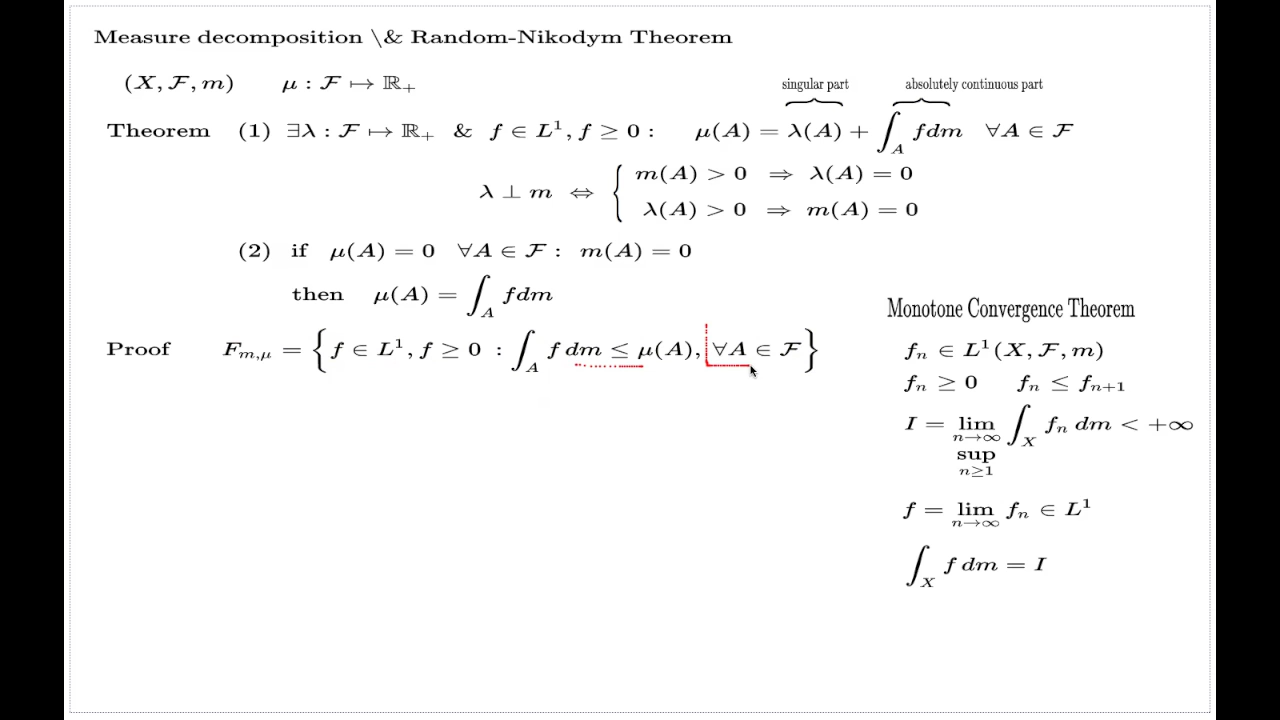 Measure decomposition \& Random-Nikodym Theorem
(X, ℱ, m) μ : ℱ ↦ ℝ₊
singular part absolutely continuous part
Theorem (1) ∃λ : ℱ ↦ ℝ₊ & f ∈ L¹, f ≥ 0 : μ(A) = λ(A) + ∫_A fdm ∀A ∈ ℱ
λ ⊥ m ⇔ { m(A) > 0 ⇒ λ(A) = 0
λ(A) > 0 ⇒ m(A) = 0
(2) if μ(A) = 0 ∀A ∈ ℱ : m(A) = 0
then μ(A) = ∫_A fdm
Proof F_{m,μ} = { f ∈ L¹, f ≥ 0 : ∫_A f dm ≤ μ(A), ∀A ∈ ℱ }
Monotone Convergence Theorem
f_n ∈ L¹(X, ℱ, m)
f_n ≥ 0 f_n ≤ f_{n+1}
I = lim_{n→∞} ∫_X f_n dm < +∞
sup_{n≥1}
f = lim_{n→∞} f_n ∈ L¹
∫_X f dm = I